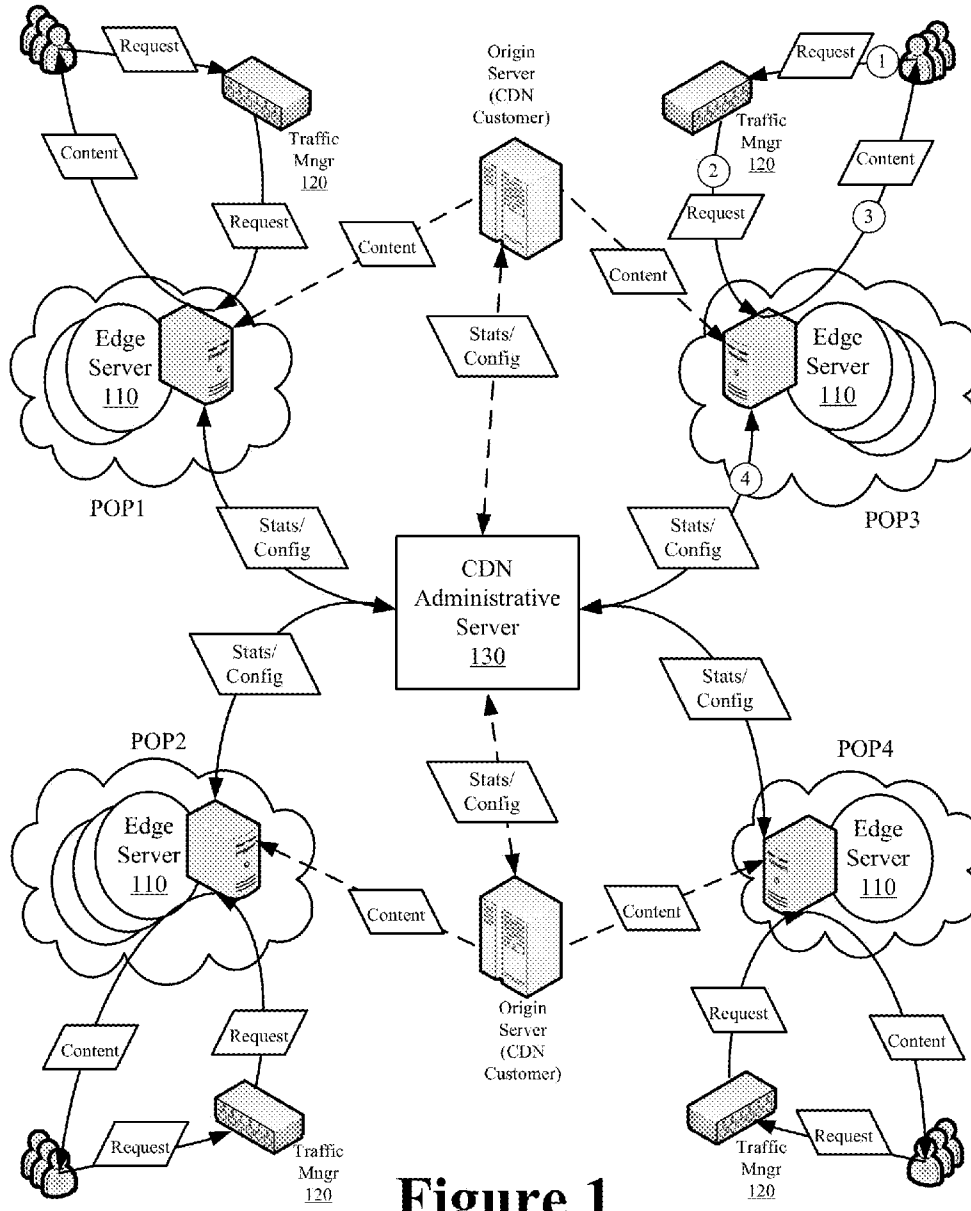 Request
Traffic
Mngr
120
Content
Request
Origin
Server
(CDN
Customer)
Request
1
Traffic
Mngr
120
2
Content
Request
3
Content
Content
Edge
Server
110
Stats/
Config
Edge
Server
110
POP1
4
POP3
Stats/
Config
Stats/
Config
CDN
Administrative
Server
130
Stats/
Config
Stats/
Config
POP2
POP4
Stats/
Config
Edge
Server
110
Edge
Server
110
Content
Content
Origin
Server
(CDN
Customer)
Content
Request
Request
Content
Request
Traffic
Mngr
120
Traffic
Mngr
120
Request
Figure 1